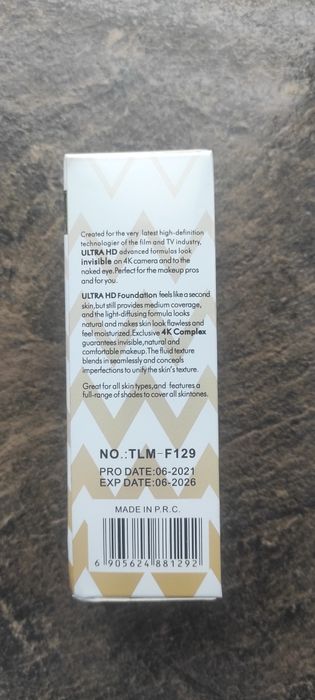 Created for the very latest high-definition
technologier of the film and TV industry,
ULTRA HD advanced formulas look
invisible on 4K camera and to the
naked eye.Perfect for the makeup pros
and for you.
ULTRA HD Foundation feels like a second
skin,but still provides medium coverage,
and the light-diffusing formula looks
natural and makes skin look flawless and
feel moisturized.Exclusive 4K Complex
guarantees invisible,natural and
comfortable makeup.The fluid texture
blends in seamlessly and conceals
imperfections to unify the skin's texture.
Great for all skin types,and features a
full-range of shades to cover all skintones.
NO.:TLM-F129
PRO DATE:06-2021
EXP DATE:06-2026
MADE IN P.R.C.
6 905624 881292